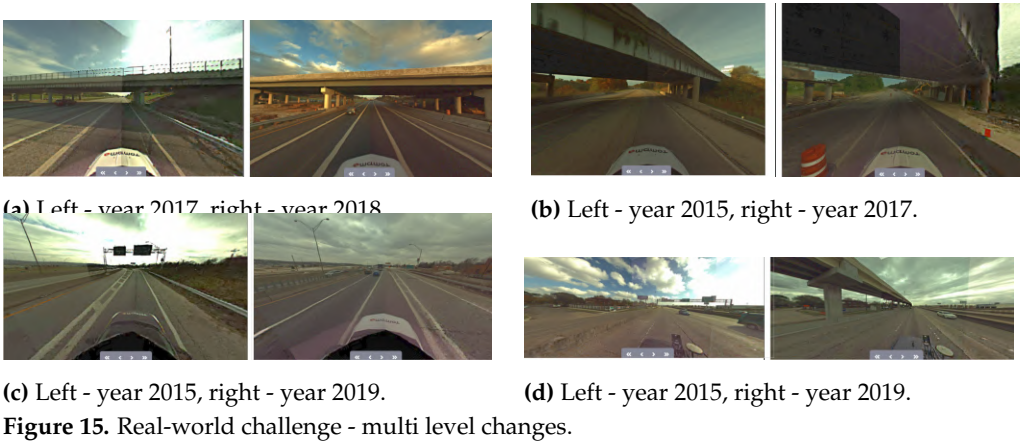 (a) Left - year 2017, right - year 2018.
(b) Left - year 2015, right - year 2017.
(c) Left - year 2015, right - year 2019.
(d) Left - year 2015, right - year 2019.
Figure 15. Real-world challenge - multi level changes.